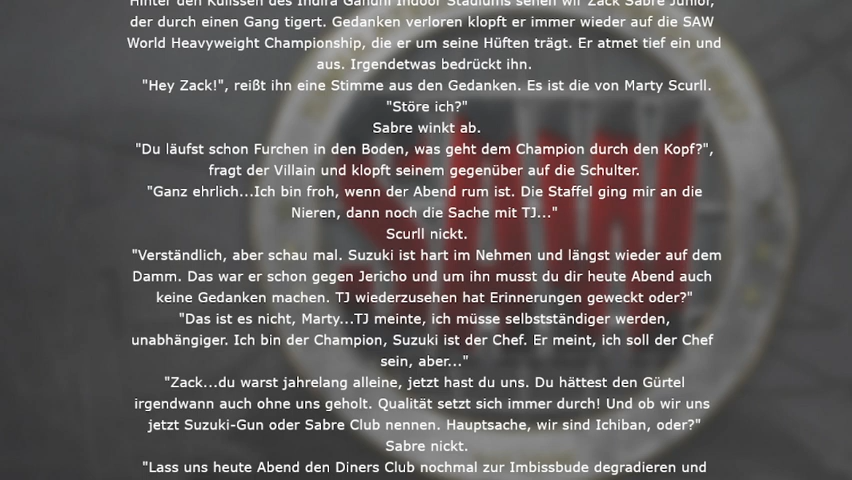 Hinter den Kulissen des Indira Gandhi Indoor Stadiums sehen wir Zack Sabre Junior,
der durch einen Gang tigert. Gedanken verloren klopft er immer wieder auf die SAW
World Heavyweight Championship, die er um seine Hüften trägt. Er atmet tief ein und
aus. Irgendetwas bedrückt ihn.
"Hey Zack!", reißt ihn eine Stimme aus den Gedanken. Es ist die von Marty Scurll.
"Störe ich?"
Sabre winkt ab.
"Du läufst schon Furchen in den Boden, was geht dem Champion durch den Kopf?",
fragt der Villain und klopft seinem gegenüber auf die Schulter.
"Ganz ehrlich...Ich bin froh, wenn der Abend rum ist. Die Staffel ging mir an die
Nieren, dann noch die Sache mit TJ..."
Scurll nickt.
"Verständlich, aber schau mal. Suzuki ist hart im Nehmen und längst wieder auf dem
Damm. Das war er schon gegen Jericho und um ihn musst du dir heute Abend auch
keine Gedanken machen. TJ wiederzusehen hat Erinnerungen geweckt oder?"
"Das ist es nicht, Marty...TJ meinte, ich müsse selbstständiger werden,
unabhängiger. Ich bin der Champion, Suzuki ist der Chef. Er meint, ich soll der Chef
sein, aber..."
"Zack...du warst jahrelang alleine, jetzt hast du uns. Du hättest den Gürtel
irgendwann auch ohne uns geholt. Qualität setzt sich immer durch! Und ob wir uns
jetzt Suzuki-Gun oder Sabre Club nennen. Hauptsache, wir sind Ichiban, oder?"
Sabre nickt.
"Lass uns heute Abend den Diners Club nochmal zur Imbissbude degradieren und